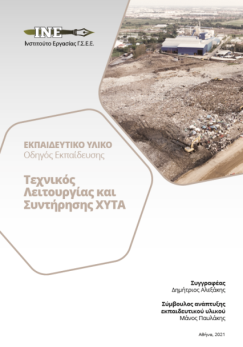 ΙΝΕ
Ινστιτούτο Εργασίας Γ.Σ.Ε.Ε.
ΕΚΠΑΙΔΕΥΤΙΚΟ ΥΛΙΚΟ
Οδηγός Εκπαίδευσης
Τεχνικός
Λειτουργίας και
Συντήρησης ΧΥΤΑ
Συγγραφέας
Δημήτριος Αλεξάκης
Σύμβουλος ανάπτυξης
εκπαιδευτικού υλικού
Μάνος Παυλάκης
Αθήνα, 2021